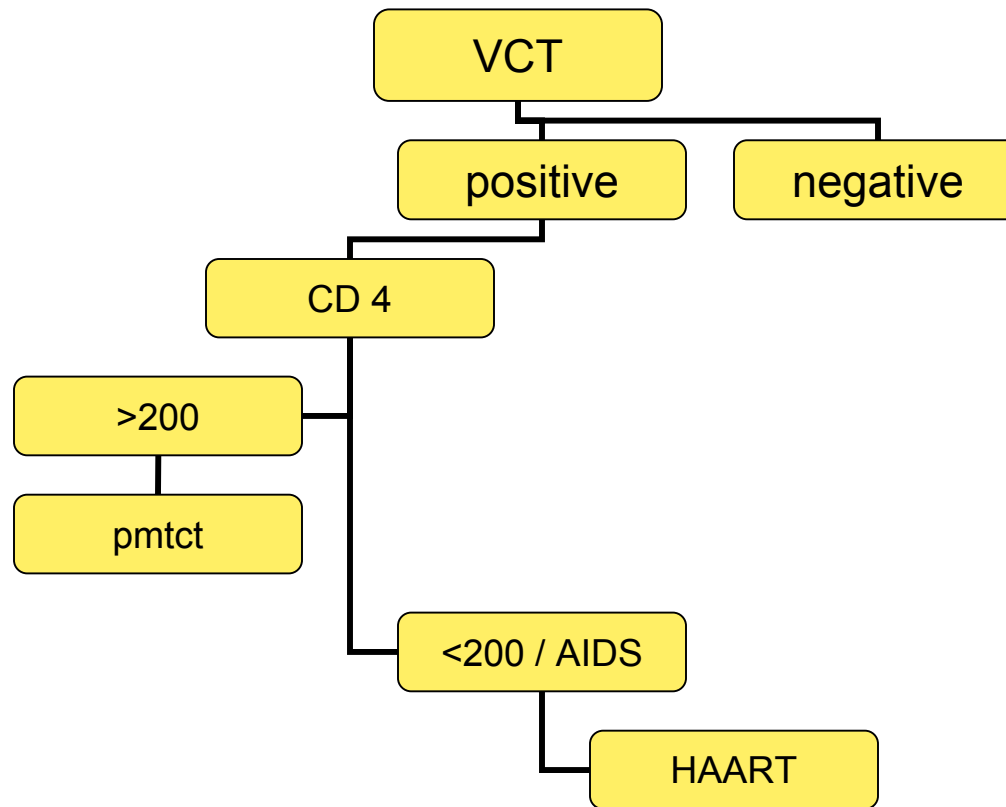 VCT
positive
negative
CD 4
>200
pmtct
<200 / AIDS
HAART